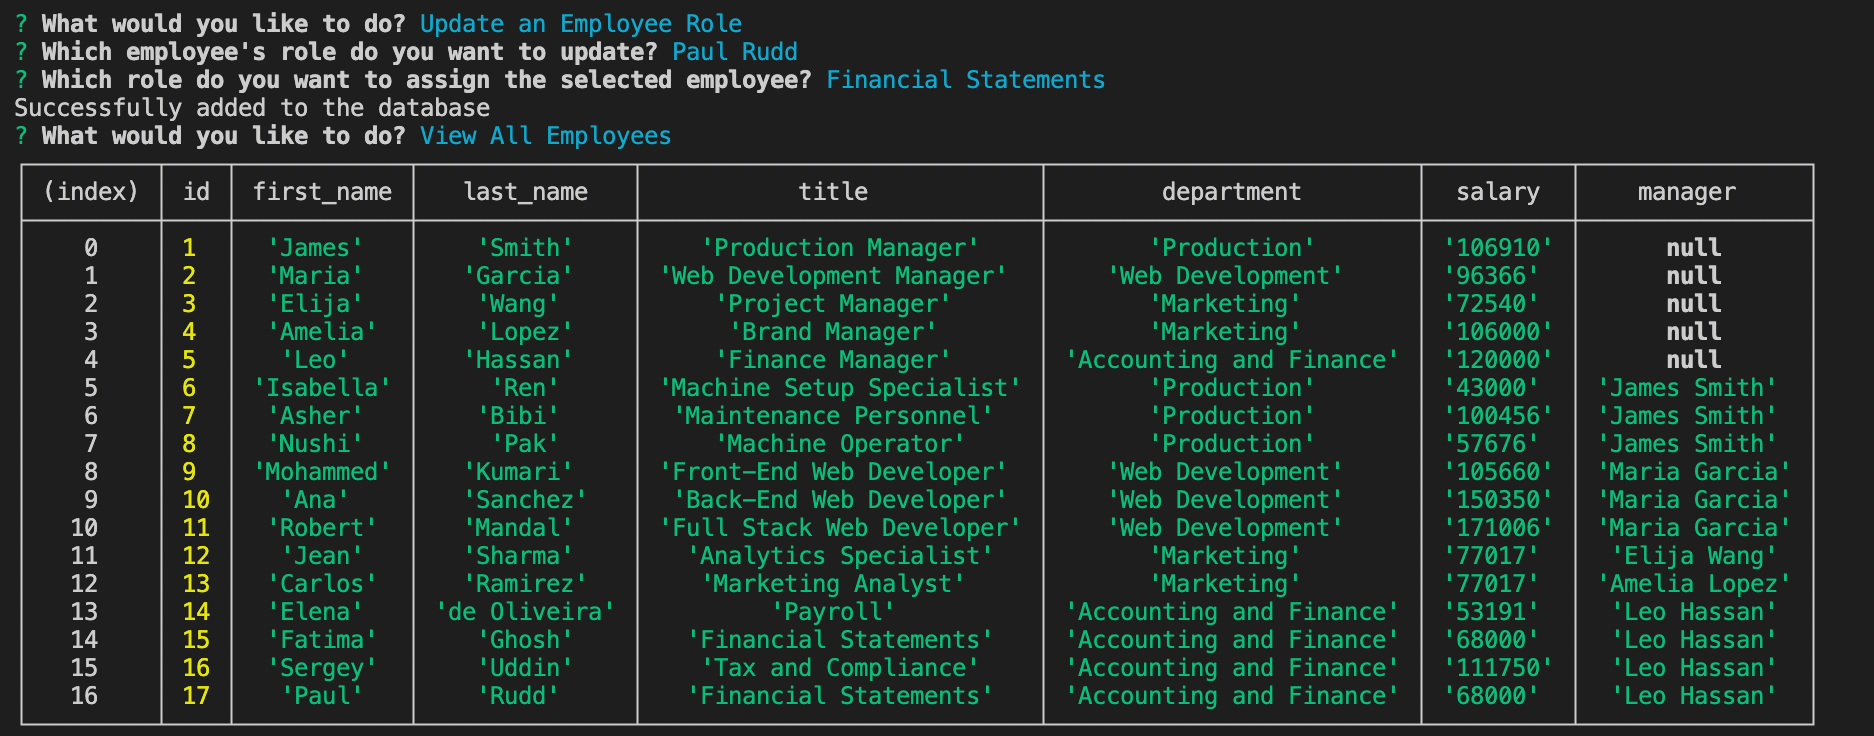 ? What would you like to do? Update an Employee Role
? Which employee's role do you want to update? Paul Rudd
? Which role do you want to assign the selected employee? Financial Statements
Successfully added to the database
? What would you like to do? View All Employees
(index) id first_name last_name title department salary manager
0 1 'James' 'Smith' 'Production Manager' 'Production' '106910' null
1 2 'Maria' 'Garcia' 'Web Development Manager' 'Web Development' '96366' null
2 3 'Elija' 'Wang' 'Project Manager' 'Marketing' '72540' null
3 4 'Amelia' 'Lopez' 'Brand Manager' 'Marketing' '106000' null
4 5 'Leo' 'Hassan' 'Finance Manager' 'Accounting and Finance' '120000' null
5 6 'Isabella' 'Ren' 'Machine Setup Specialist' 'Production' '43000' 'James Smith'
6 7 'Asher' 'Bibi' 'Maintenance Personnel' 'Production' '100456' 'James Smith'
7 8 'Nushi' 'Pak' 'Machine Operator' 'Production' '57676' 'James Smith'
8 9 'Mohammed' 'Kumari' 'Front-End Web Developer' 'Web Development' '105660' 'Maria Garcia'
9 10 'Ana' 'Sanchez' 'Back-End Web Developer' 'Web Development' '150350' 'Maria Garcia'
10 11 'Robert' 'Mandal' 'Full Stack Web Developer' 'Web Development' '171006' 'Maria Garcia'
11 12 'Jean' 'Sharma' 'Analytics Specialist' 'Marketing' '77017' 'Elija Wang'
12 13 'Carlos' 'Ramirez' 'Marketing Analyst' 'Marketing' '77017' 'Amelia Lopez'
13 14 'Elena' 'de Oliveira' 'Payroll' 'Accounting and Finance' '53191' 'Leo Hassan'
14 15 'Fatima' 'Ghosh' 'Financial Statements' 'Accounting and Finance' '68000' 'Leo Hassan'
15 16 'Sergey' 'Uddin' 'Tax and Compliance' 'Accounting and Finance' '111750' 'Leo Hassan'
16 17 'Paul' 'Rudd' 'Financial Statements' 'Accounting and Finance' '68000' 'Leo Hassan'